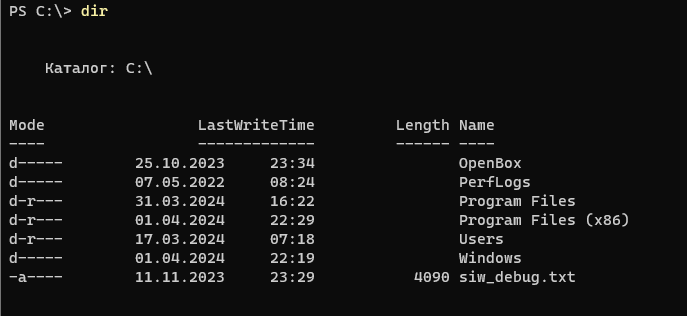 PS C:\> dir
Каталог: C:\
Mode LastWriteTime Length Name
---- ------------- ------ ----
d----- 25.10.2023 23:34 OpenBox
d----- 07.05.2022 08:24 PerfLogs
d-r--- 31.03.2024 16:22 Program Files
d-r--- 01.04.2024 22:29 Program Files (x86)
d-r--- 17.03.2024 07:18 Users
d----- 01.04.2024 22:19 Windows
-a---- 11.11.2023 23:29 4090 siw_debug.txt